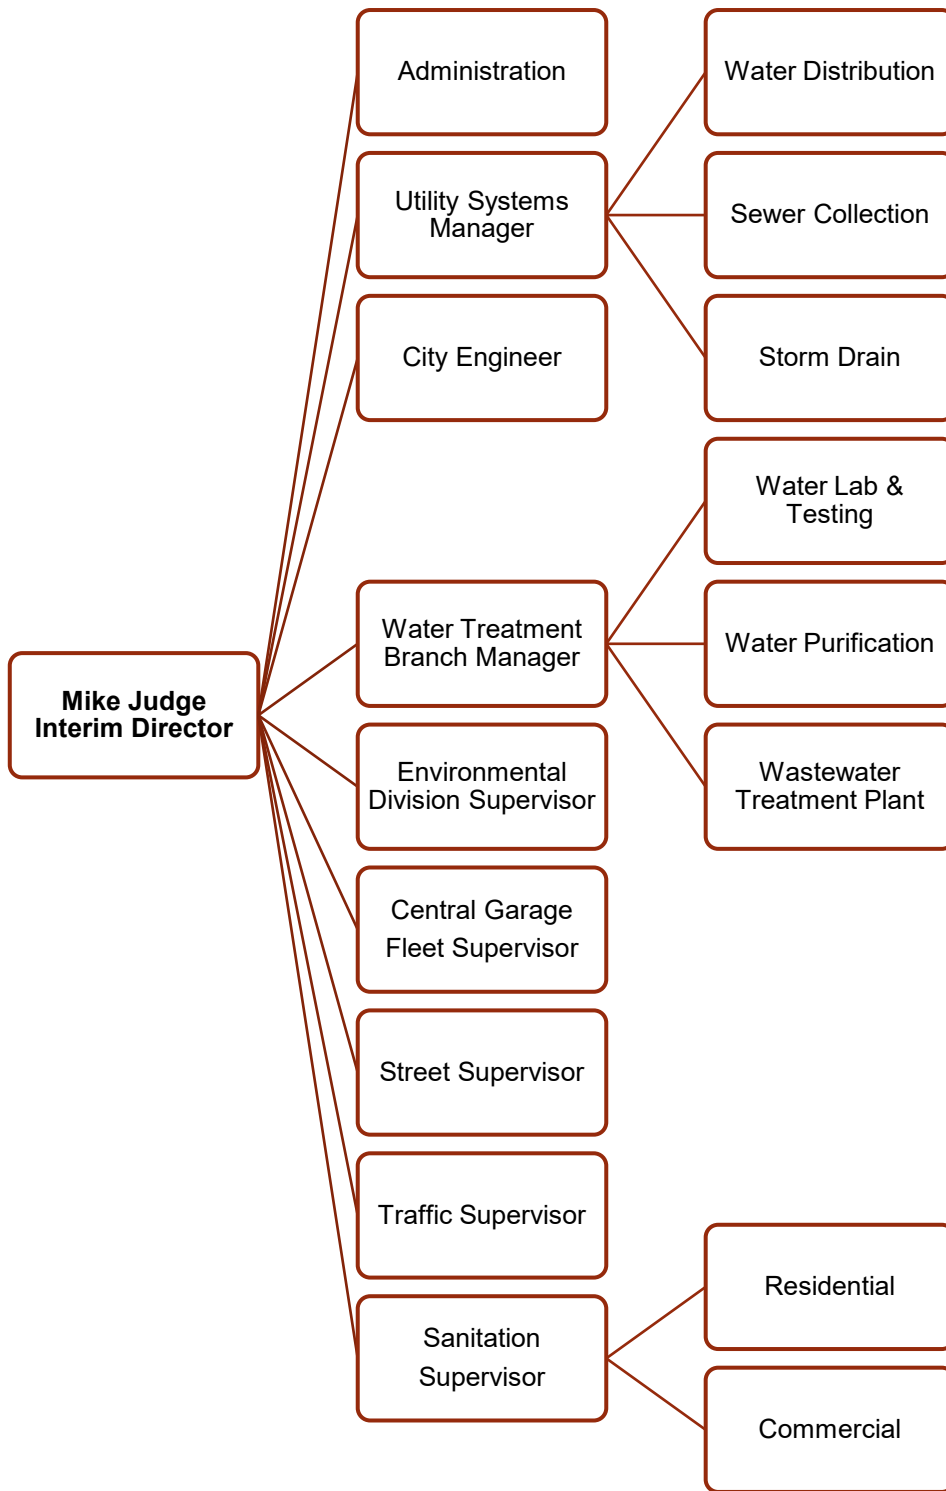 Administration
Utility Systems
Manager
City Engineer
Water Treatment
Branch Manager
Environmental
Division Supervisor
Central Garage
Fleet Supervisor
Street Supervisor
Traffic Supervisor
Sanitation
Supervisor
Mike Judge
Interim Director
Water Distribution
Sewer Collection
Storm Drain
Water Lab &
Testing
Water Purification
Wastewater
Treatment Plant
Residential
Commercial